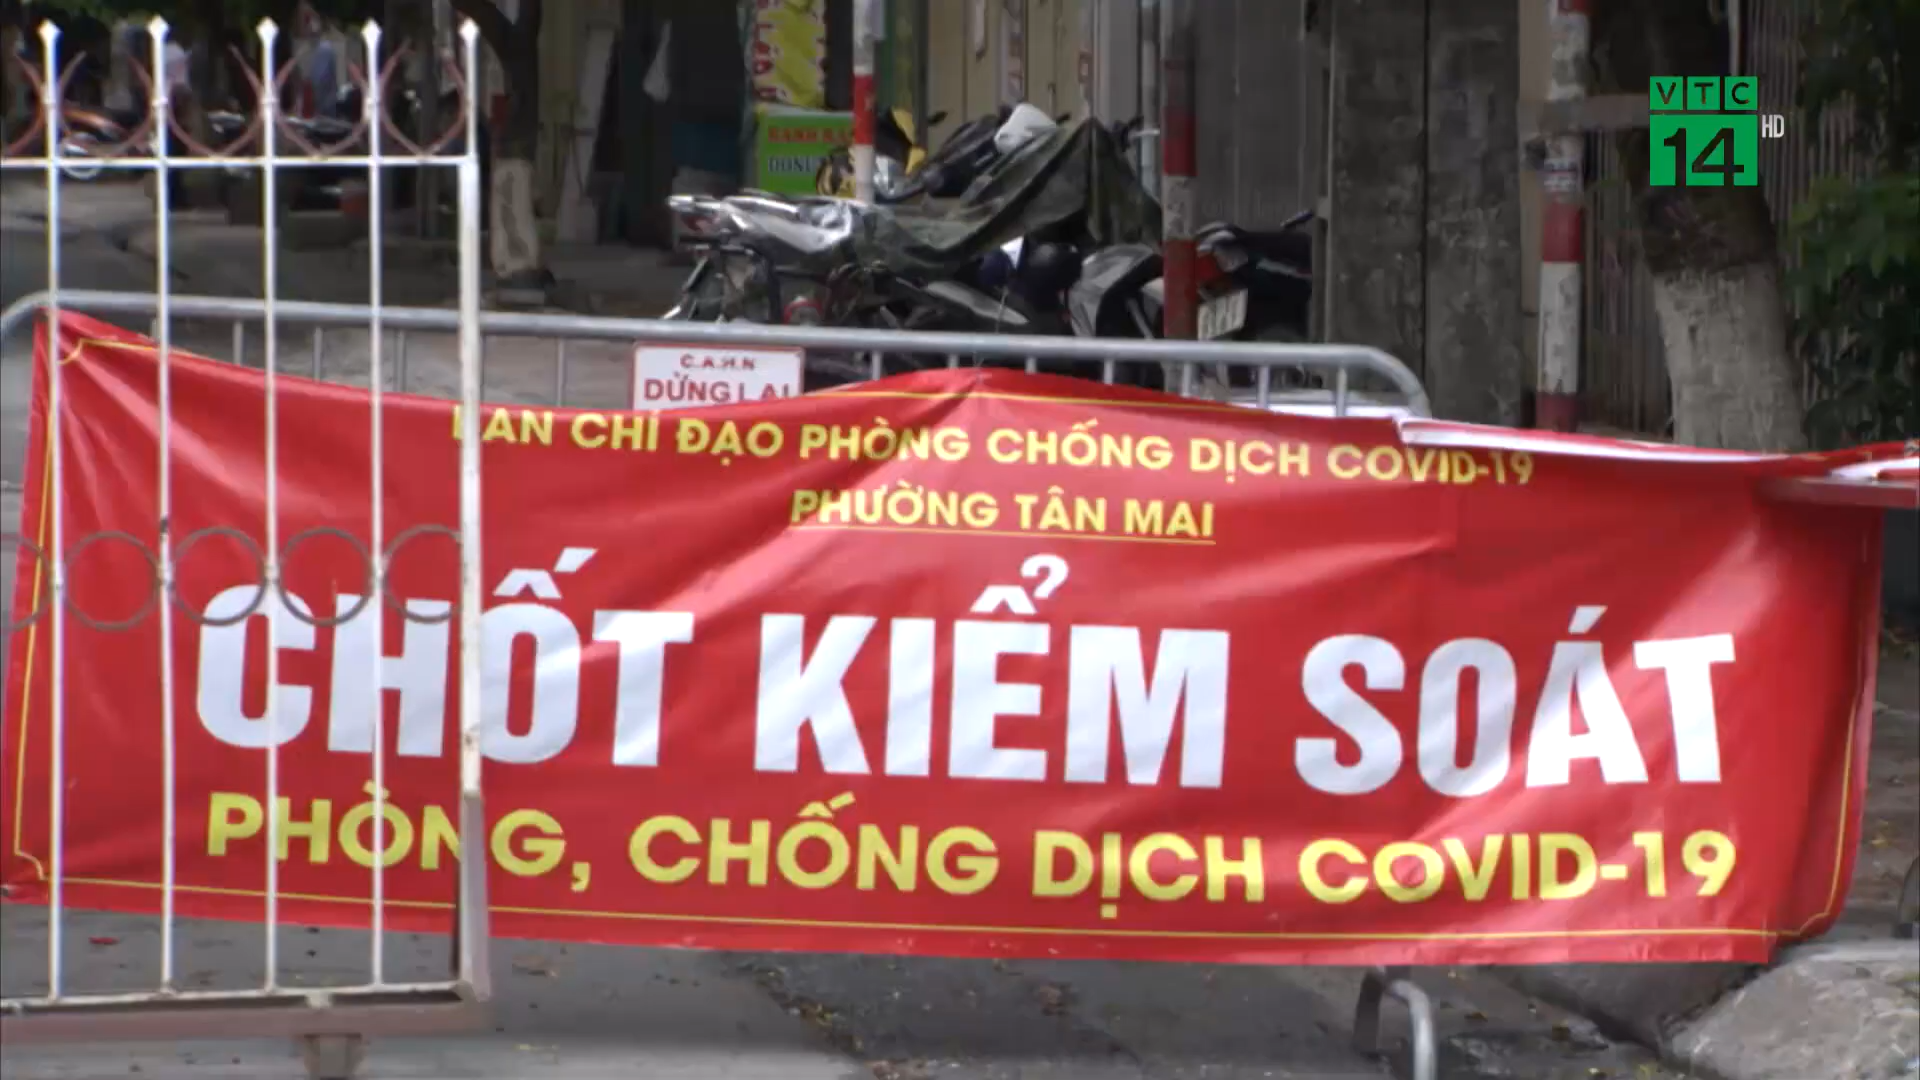 VTC
14 HD
C.A.H.N
DỪNG LẠI
BAN CHỈ ĐẠO PHÒNG CHỐNG DỊCH COVID-19
PHƯỜNG TÂN MAI
CHỐT KIỂM SOÁT
PHÒNG, CHỐNG DỊCH COVID-19